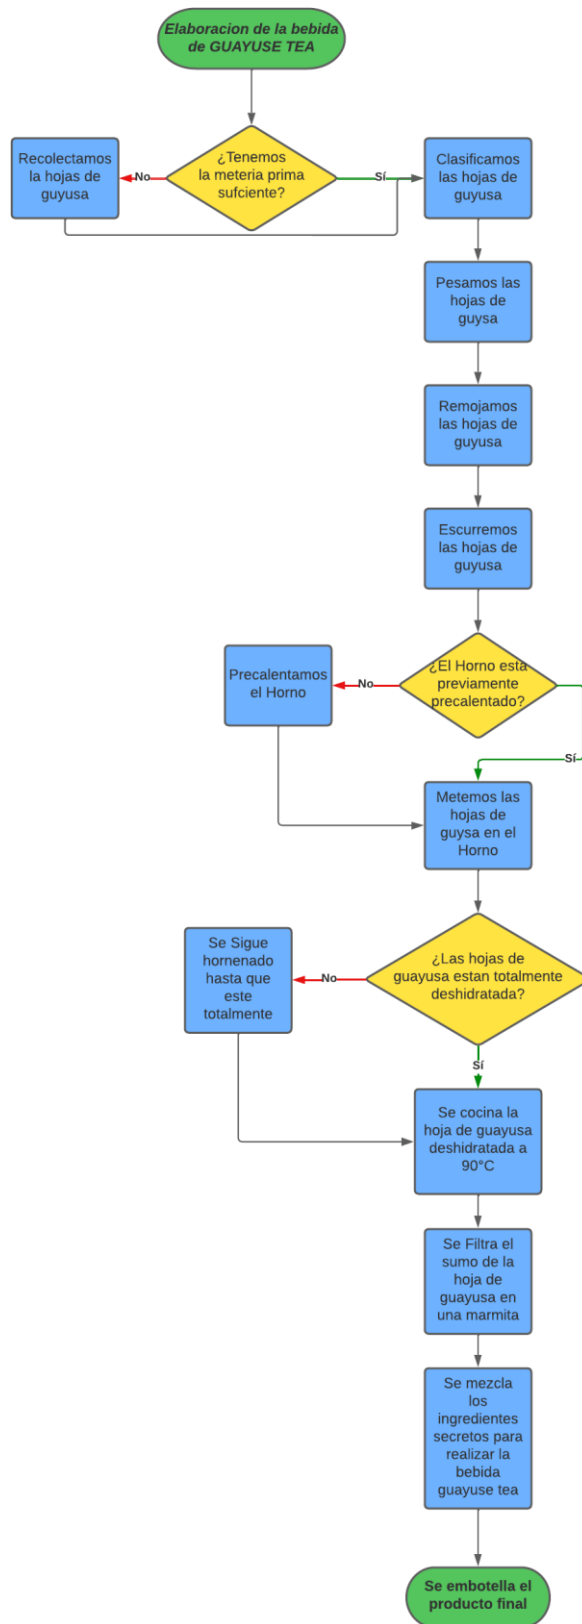 Elaboracion de la bebida
de GUAYUSE TEA
¿Tenemos
la meteria prima
sufciente?
No
Sí
Recolectamos
la hojas de
guyusa
Clasificamos
las hojas de
guyusa
Pesamos las
hojas de
guysa
Remojamos
las hojas de
guyusa
Escurremos
las hojas de
guyusa
¿El Horno esta
previamente
precalentado?
No
Sí
Precalentamos
el Horno
Metemos las
hojas de
guysa en el
Horno
¿Las hojas de
guayusa estan totalmente
deshidratada?
No
Sí
Se Sigue
hornenado
hasta que
este
totalmente
Se cocina la
hoja de guayusa
deshidratada a
90°C
Se Filtra el
sumo de la
hoja de
guayusa en
una marmita
Se mezcla
los
ingredientes
secretos para
realizar la
bebida
guayuse tea
Se embotella el
producto final